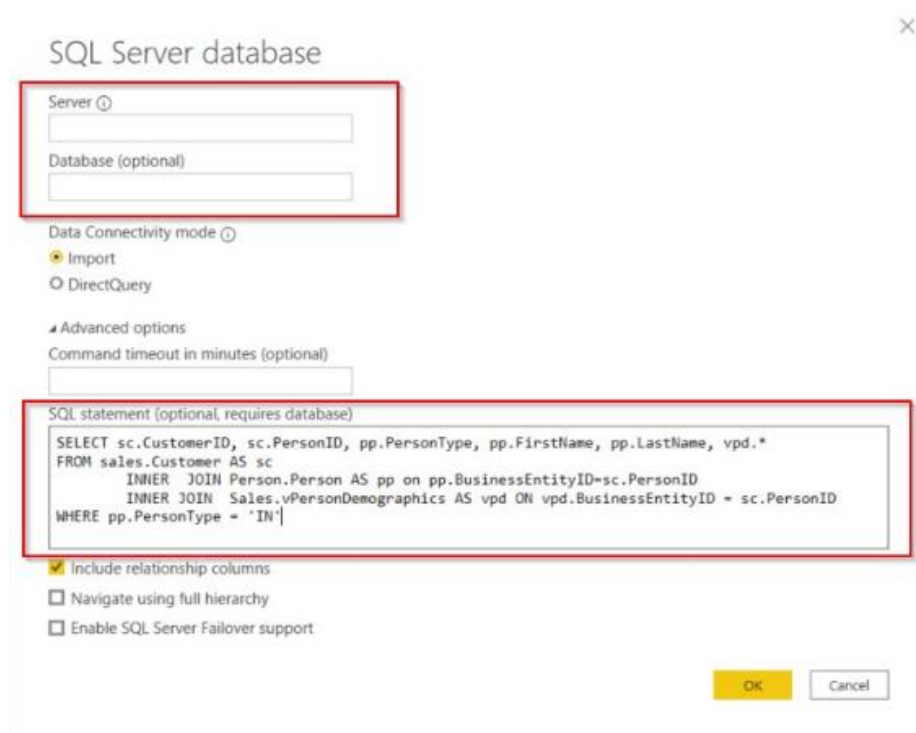 SQL Server database
Server
Database (optional)
Data Connectivity mode
Import
DirectQuery
Advanced options
Command timeout in minutes (optional)
SQL statement (optional, requires database)
SELECT sc.CustomerID, sc.PersonID, pp.PersonType, pp.FirstName, pp.LastName, vpd.*
FROM sales.Customer AS sc
INNER JOIN Person.Person AS pp on pp.BusinessEntityID=sc.PersonID
INNER JOIN Sales.vPersonDemographics AS vpd ON vpd.BusinessEntityID = sc.PersonID
WHERE pp.PersonType = 'IN'
Include relationship columns
Navigate using full hierarchy
Enable SQL Server Failover support
OK Cancel